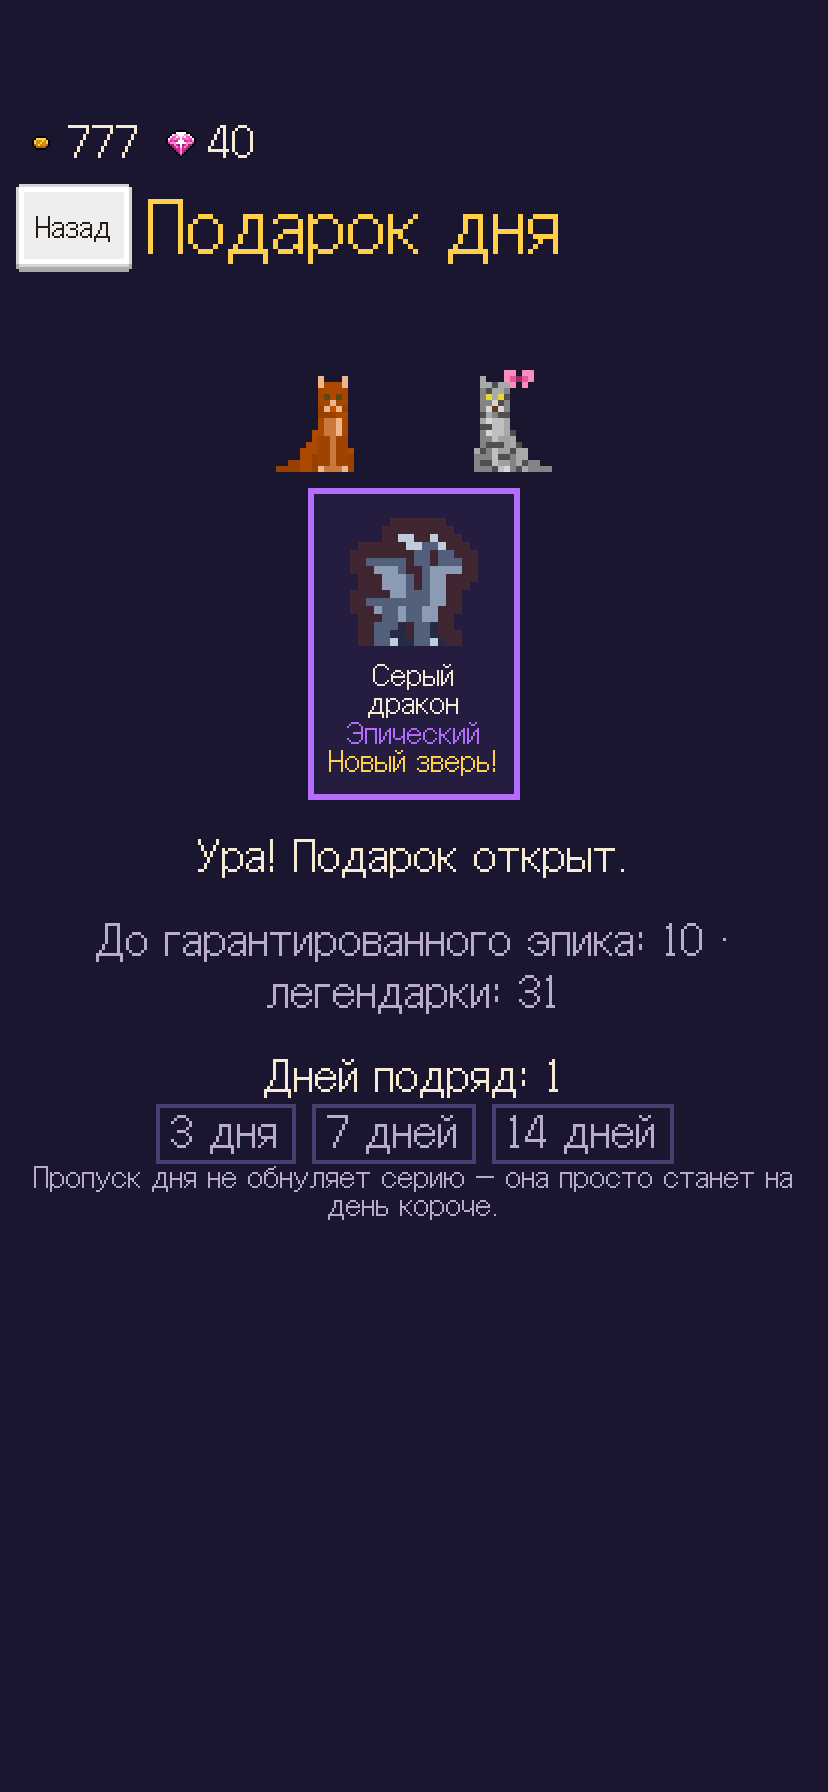 777 40
Назад
Подарок дня
Серый
дракон
Эпический
Новый зверь!
Ура! Подарок открыт.
До гарантированного эпика: 10 ·
легендарки: 31
Дней подряд: 1
3 дня 7 дней 14 дней
Пропуск дня не обнуляет серию — она просто станет на
день короче.